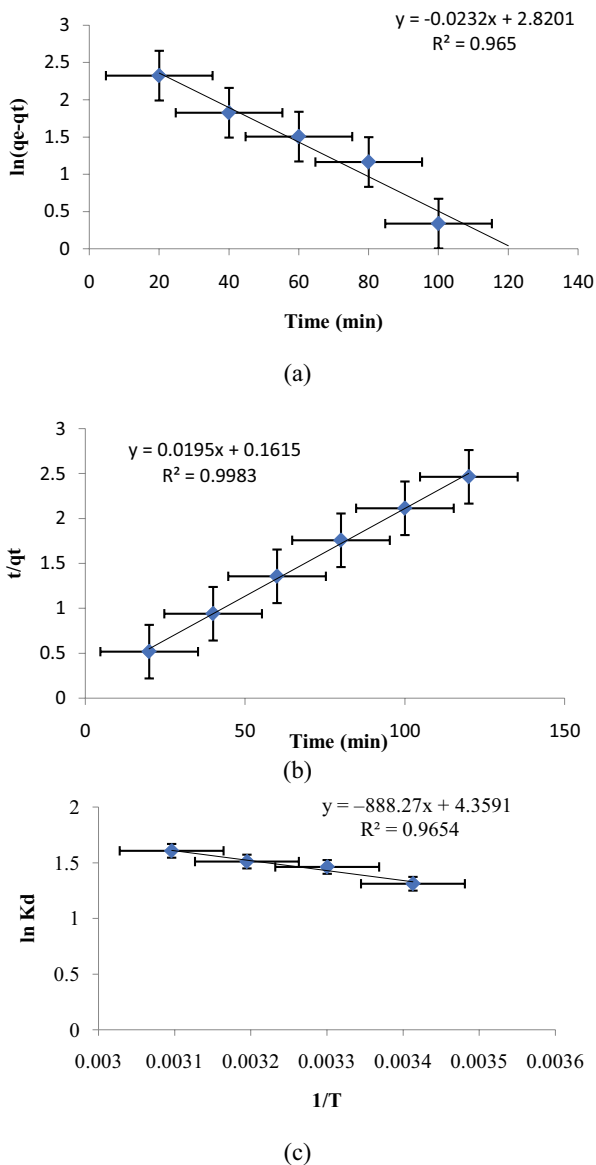 y = -0.0232x + 2.8201
R² = 0.965
3
2.5
2
1.5
1
0.5
0
ln(qe-qt)
0 20 40 60 80 100 120 140
Time (min)
(a)
3
2.5
2
1.5
1
0.5
0
t/qt
y = 0.0195x + 0.1615
R² = 0.9983
0 50 100 150
Time (min)
(b)
2
1.5
1
0.5
0
ln Kd
y = –888.27x + 4.3591
R² = 0.9654
0.003 0.0031 0.0032 0.0033 0.0034 0.0035 0.0036
1/T
(c)